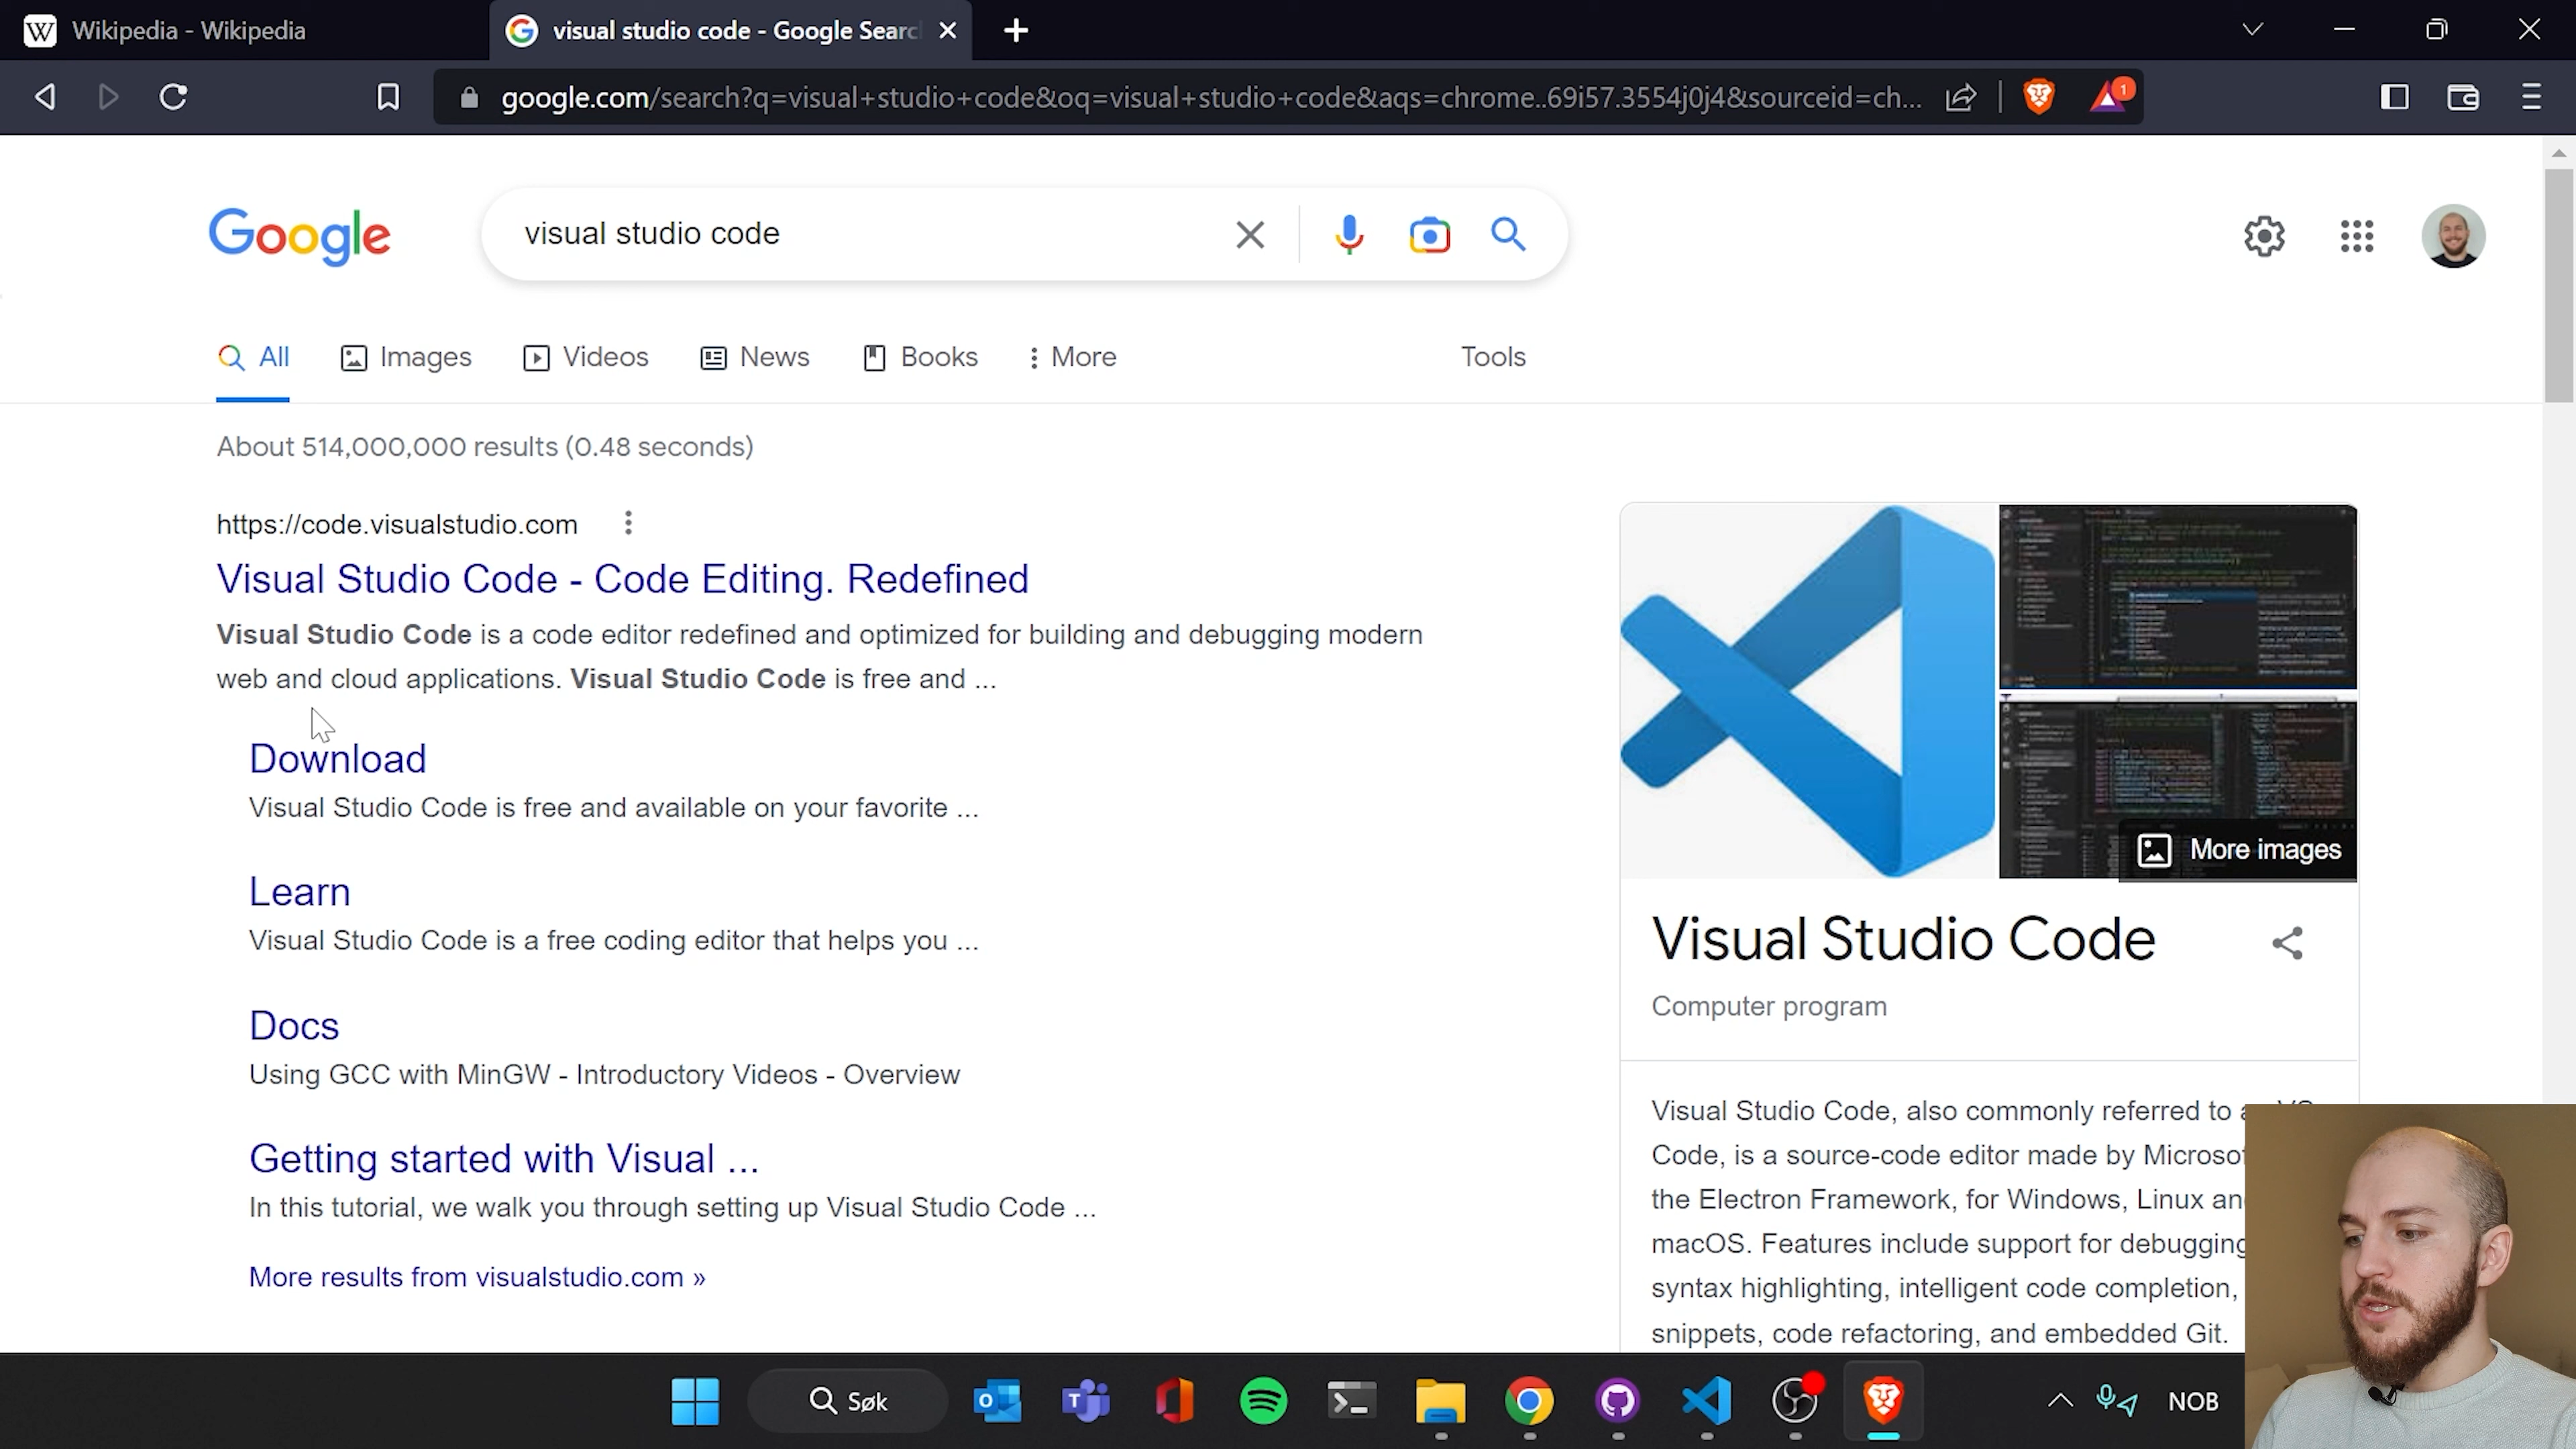 Wikipedia - Wikipedia
visual studio code - Google Searc
google.com/search?q=visual+studio+code&oq=visual+studio+code&aqs=chrome..69i57.3554j0j4&sourceid=ch...
1
Google
visual studio code
All Images Videos News Books More Tools
About 514,000,000 results (0.48 seconds)
https://code.visualstudio.com
Visual Studio Code - Code Editing. Redefined
Visual Studio Code is a code editor redefined and optimized for building and debugging modern
web and cloud applications. Visual Studio Code is free and ...
Download
Visual Studio Code is free and available on your favorite ...
Learn
Visual Studio Code is a free coding editor that helps you ...
Docs
Using GCC with MinGW - Introductory Videos - Overview
Getting started with Visual ...
In this tutorial, we walk you through setting up Visual Studio Code ...
More results from visualstudio.com »
More images
Visual Studio Code
Computer program
Visual Studio Code, also commonly referred to
Code, is a source-code editor made by Microsof
the Electron Framework, for Windows, Linux an
macOS. Features include support for debugging
syntax highlighting, intelligent code completion,
snippets, code refactoring, and embedded Git.
Søk
NOB